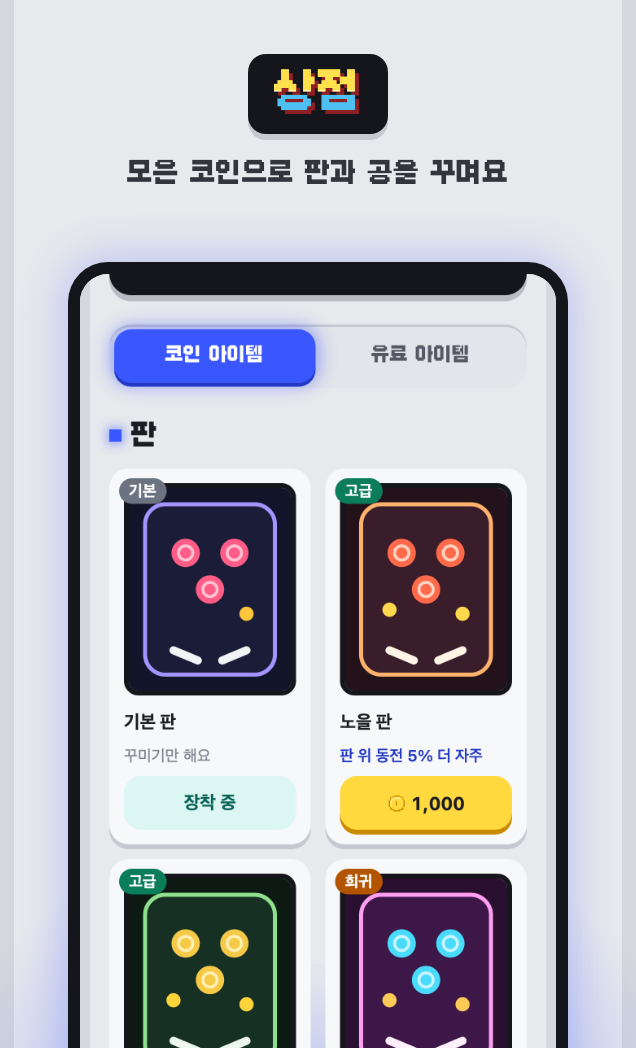 상점
모은 코인으로 판과 공을 꾸며요
코인 아이템
유료 아이템
판
기본
고급
기본 판
노을 판
꾸미기만 해요
판 위 동전 5% 더 자주
장착 중
1,000
고급
희귀